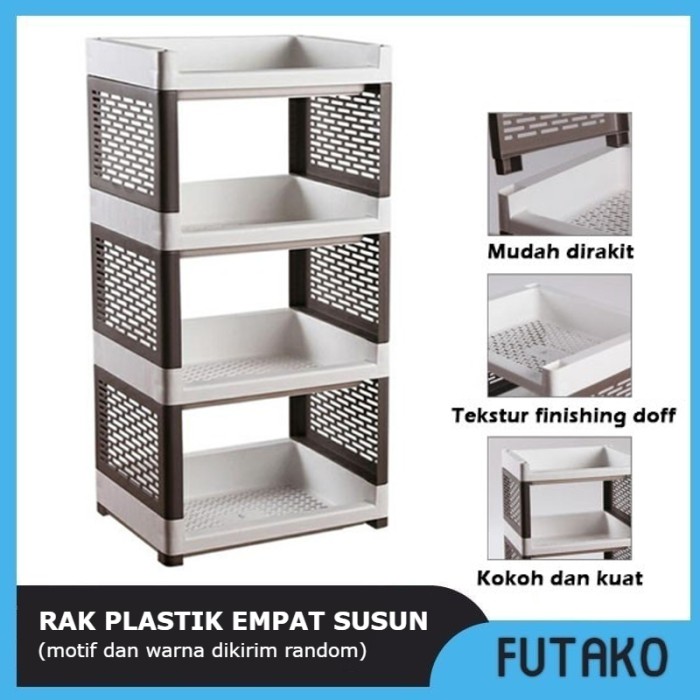 Mudah dirakit
Tekstur finishing doff
Kokoh dan kuat
RAK PLASTIK EMPAT SUSUN
(motif dan warna dikirim random)
FUTAKO